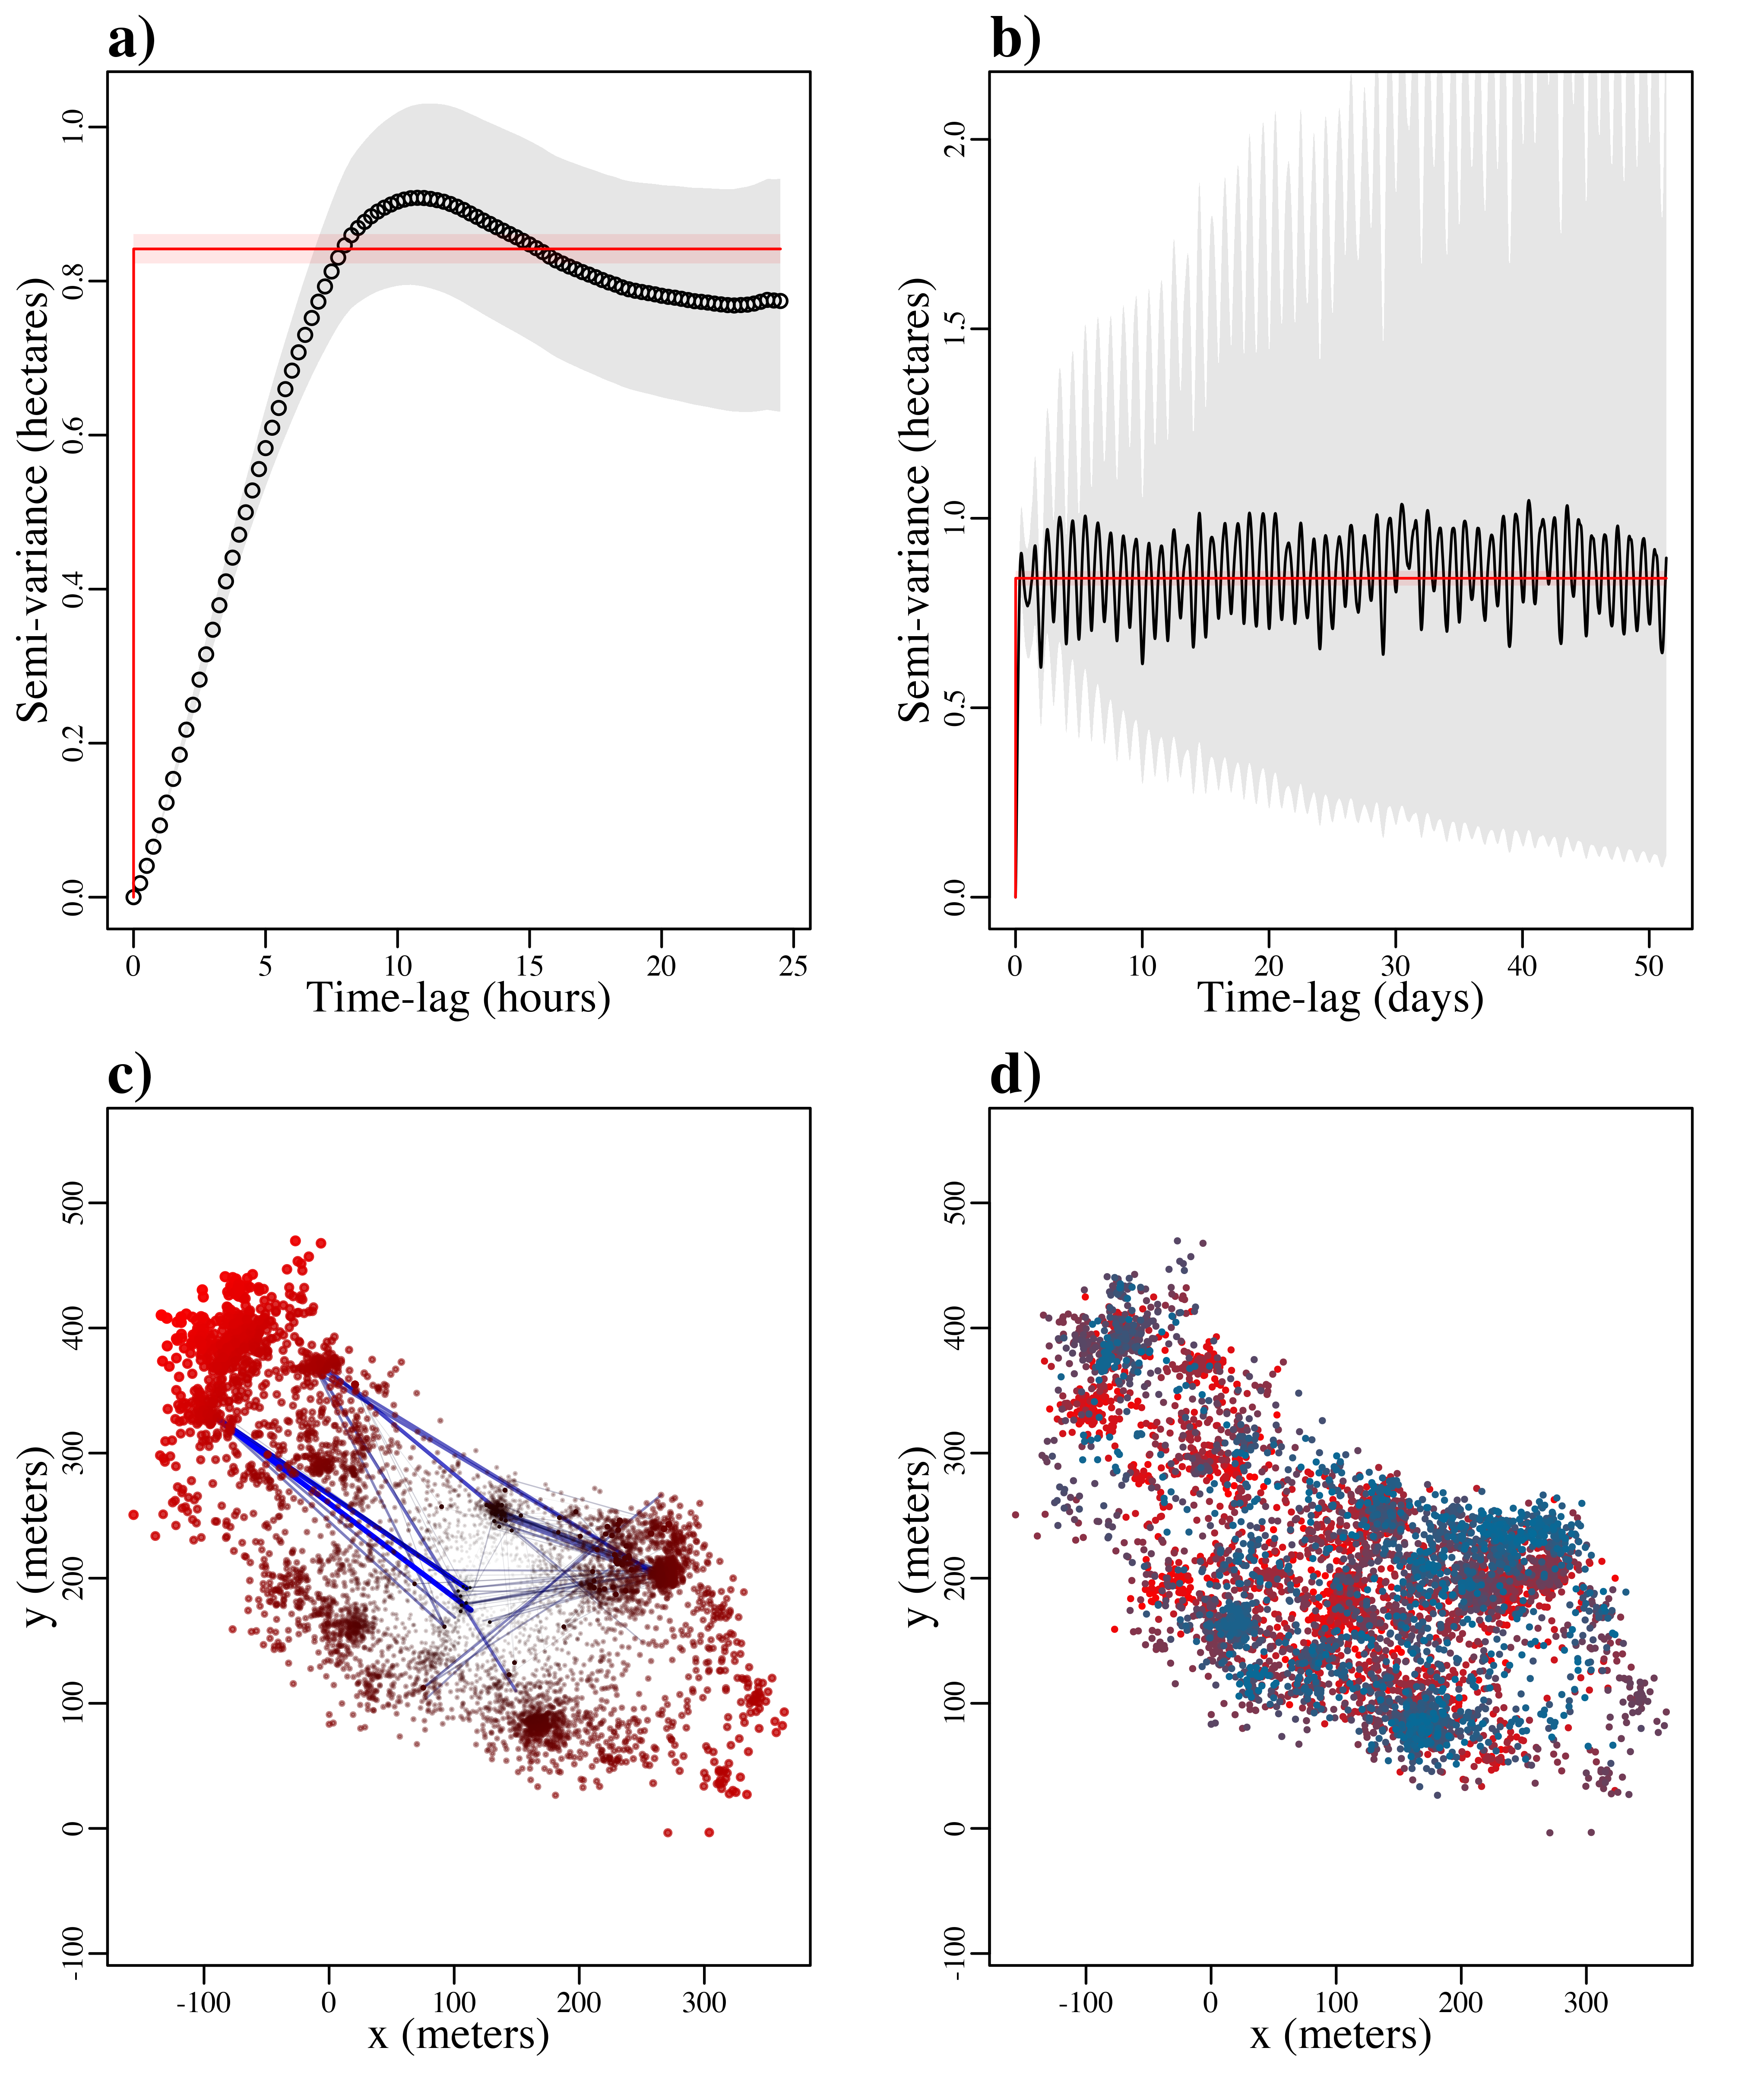 a)
Semi-variance (hectares)
0.0 0.2 0.4 0.6 0.8 1.0
0 5 10 15 20 25
Time-lag (hours)
b)
Semi-variance (hectares)
0.0 0.5 1.0 1.5 2.0
0 10 20 30 40 50
Time-lag (days)
c)
y (meters)
-100 0 100 200 300 400 500
-100 0 100 200 300
x (meters)
d)
y (meters)
-100 0 100 200 300 400 500
-100 0 100 200 300
x (meters)